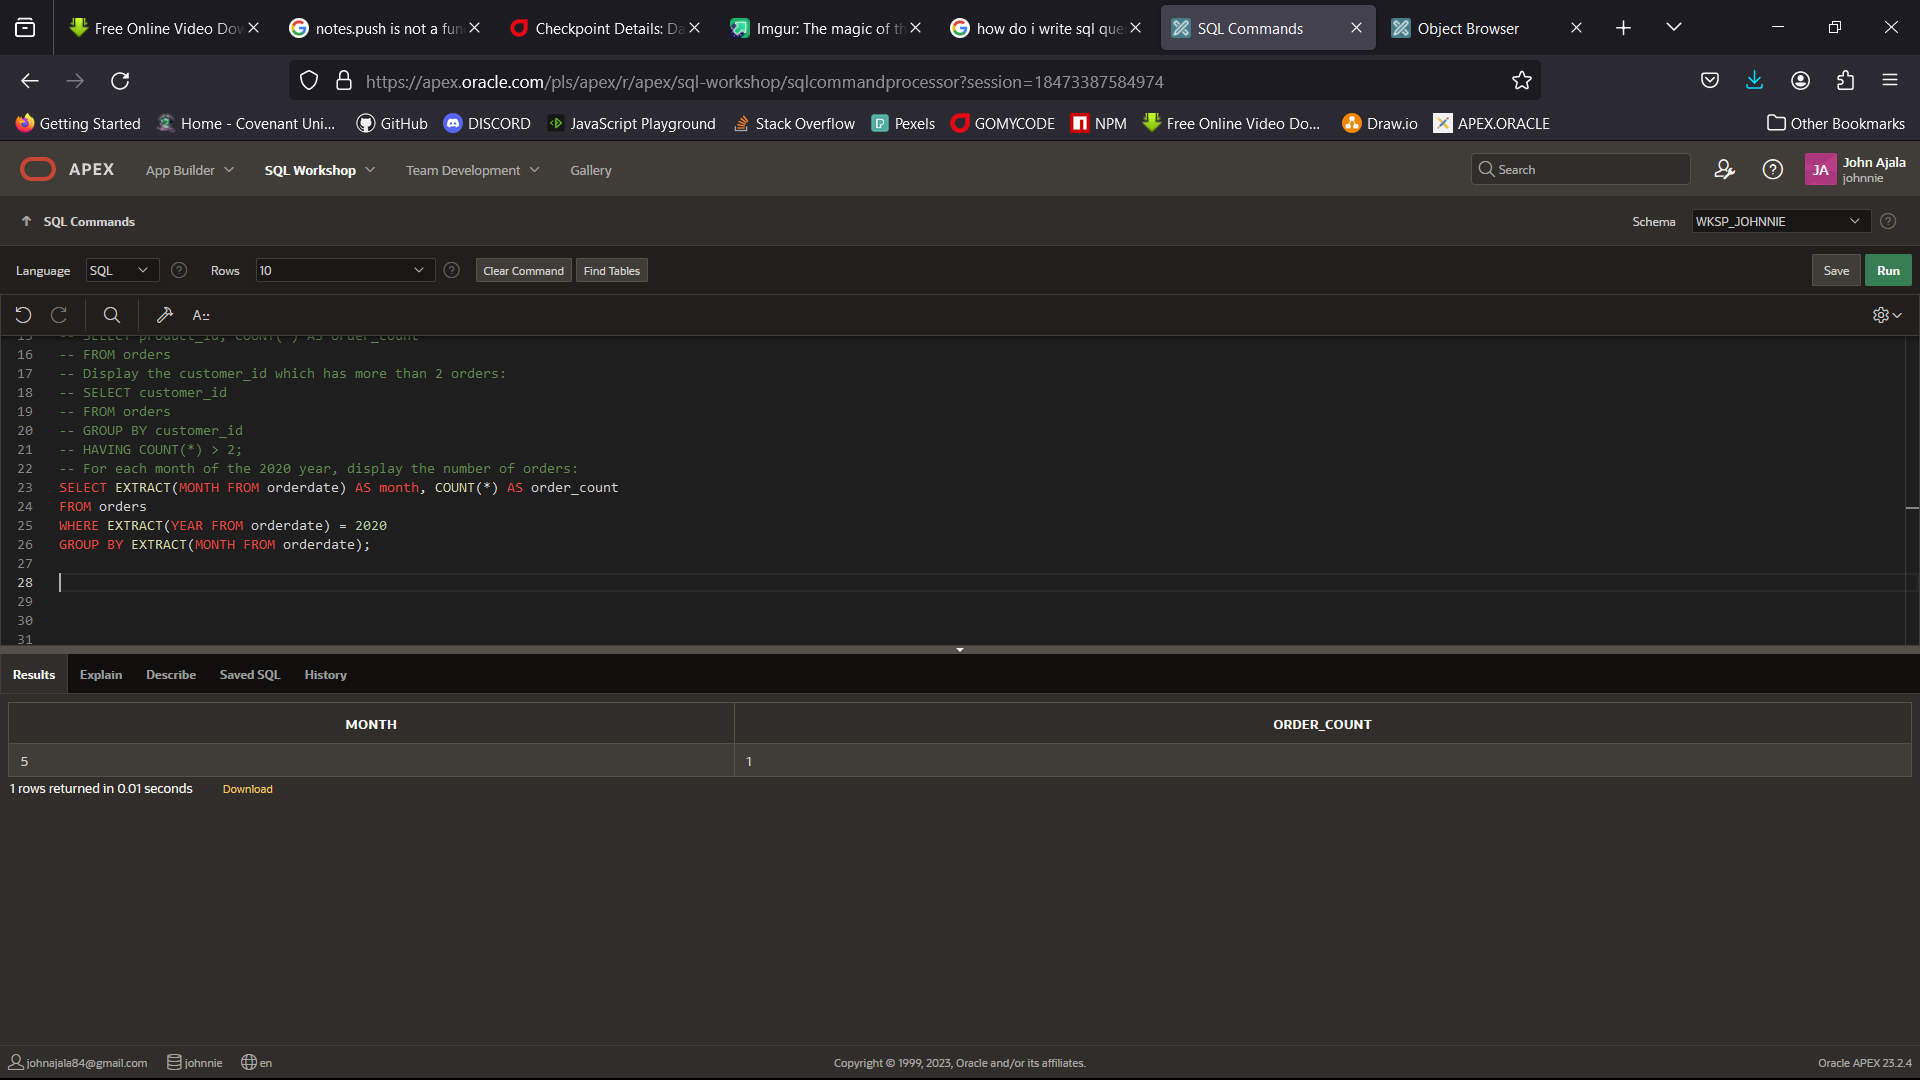 Free Online Video Dow
notes.push is not a fun
Checkpoint Details: Da
Imgur: The magic of th
how do i write sql que
SQL Commands
Object Browser
https://apex.oracle.com/pls/apex/r/apex/sql-workshop/sqlcommandprocessor?session=18473387584974
Getting Started
Home - Covenant Uni...
GitHub
DISCORD
JavaScript Playground
Stack Overflow
Pexels
GOMYCODE
NPM
Free Online Video Do...
Draw.io
APEX.ORACLE
Other Bookmarks
APEX
App Builder
SQL Workshop
Team Development
Gallery
Search
JA
John Ajala
johnnie
SQL Commands
Schema
WKSP_JOHNNIE
Language
SQL
Rows
10
Clear Command
Find Tables
Save
Run
A::
15 -- SELECT product_id, COUNT(*) AS order_count
16 -- FROM orders
17 -- Display the customer_id which has more than 2 orders:
18 -- SELECT customer_id
19 -- FROM orders
20 -- GROUP BY customer_id
21 -- HAVING COUNT(*) > 2;
22 -- For each month of the 2020 year, display the number of orders:
23 SELECT EXTRACT(MONTH FROM orderdate) AS month, COUNT(*) AS order_count
24 FROM orders
25 WHERE EXTRACT(YEAR FROM orderdate) = 2020
26 GROUP BY EXTRACT(MONTH FROM orderdate);
27
28
29
30
31
Results
Explain
Describe
Saved SQL
History
MONTH
ORDER_COUNT
5
1
1 rows returned in 0.01 seconds
Download
johnajala84@gmail.com
johnnie
en
Copyright © 1999, 2023, Oracle and/or its affiliates.
Oracle APEX 23.2.4